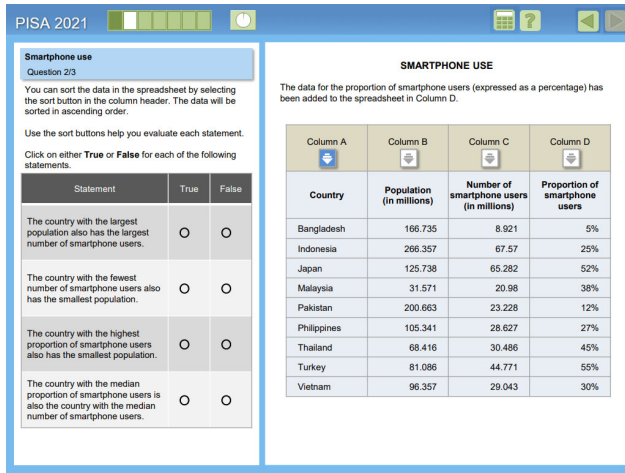 PISA 2021
?
Smartphone use
Question 2/3
You can sort the data in the spreadsheet by selecting
the sort button in the column header. The data will be
sorted in ascending order.
Use the sort buttons help you evaluate each statement.
Click on either True or False for each of the following
statements.
Statement True False
The country with the largest
population also has the largest
number of smartphone users.
The country with the fewest
number of smartphone users also
has the smallest population.
The country with the highest
proportion of smartphone users
also has the smallest population.
The country with the median
proportion of smartphone users is
also the country with the median
number of smartphone users.
SMARTPHONE USE
The data for the proportion of smartphone users (expressed as a percentage) has
been added to the spreadsheet in Column D.
Column A Column B Column C Column D
Country Population (in millions) Number of smartphone users (in millions) Proportion of smartphone users
Bangladesh 166.735 8.921 5%
Indonesia 266.357 67.57 25%
Japan 125.738 65.282 52%
Malaysia 31.571 20.98 38%
Pakistan 200.663 23.228 12%
Philippines 105.341 28.627 27%
Thailand 68.416 30.486 45%
Turkey 81.086 44.771 55%
Vietnam 96.357 29.043 30%